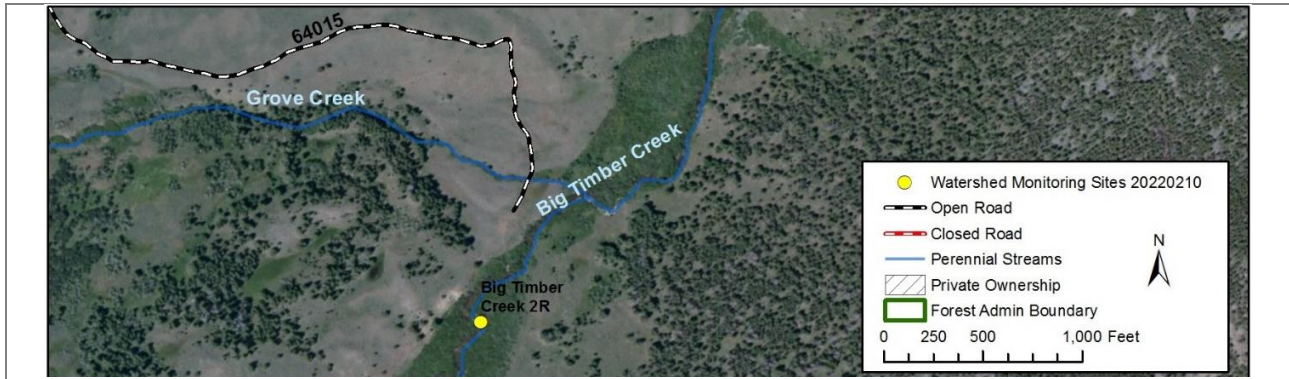 64015
Grove Creek
Big Timber Creek
Big Timber
Creek 2R
Watershed Monitoring Sites 20220210
Open Road
Closed Road
Perennial Streams
Private Ownership
Forest Admin Boundary
N
0 250 500 1,000 Feet